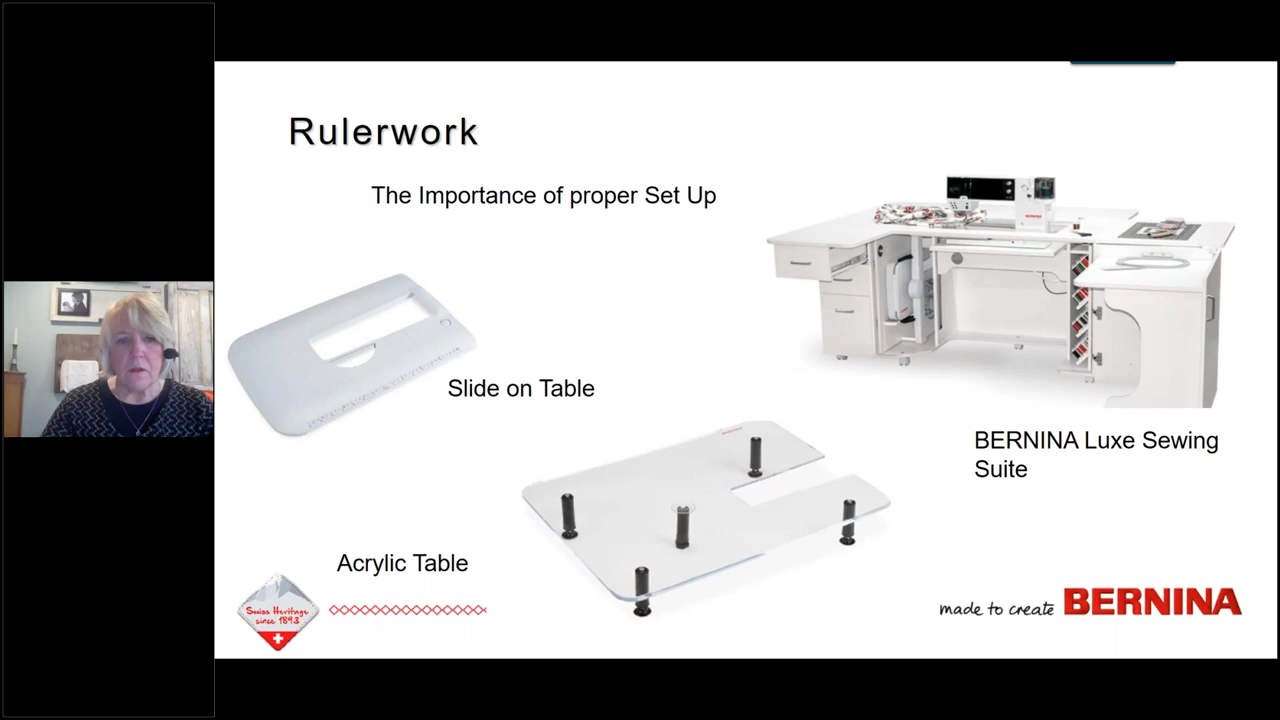 Rulerwork
The Importance of proper Set Up
Slide on Table
BERNINA Luxe Sewing
Suite
Acrylic Table
Swiss Heritage
since 1893
made to create BERNINA